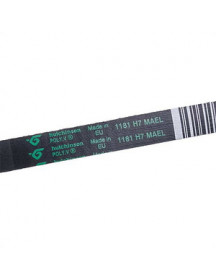 hutchinson Made in 1181 H7 MAEL
POLY.V ® EU
hutchinson Made in 1181 H7 MAEL
POLY.V ® EU